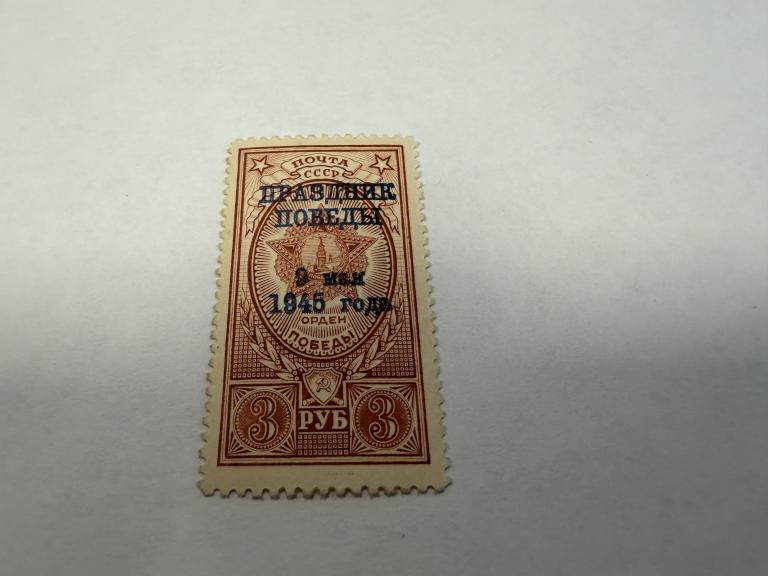 ПОЧТА
СССР
ПРАЗДНИК
ПОБЕДЫ
9 мая
1945 года
ОРДЕН
ПОБЕДЫ
3 РУБ 3